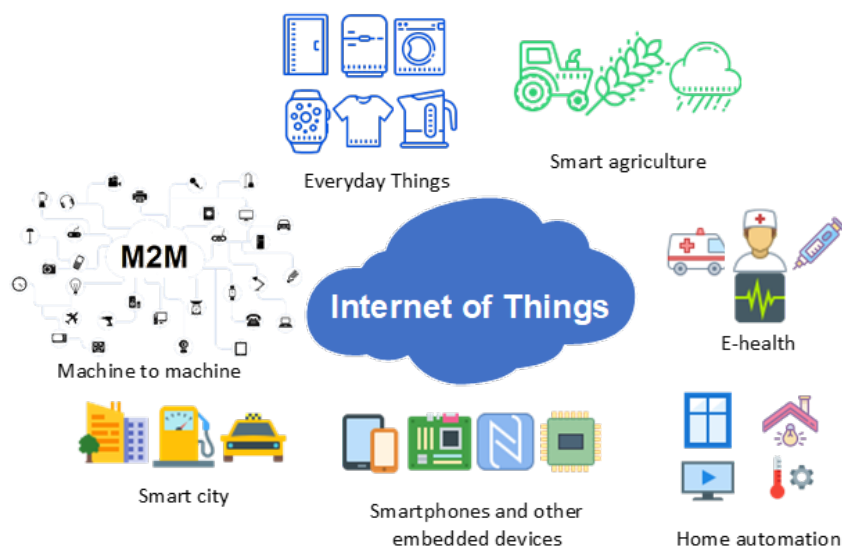 Everyday Things
Smart agriculture
M2M
Machine to machine
Internet of Things
E-health
Smart city
Smartphones and other
embedded devices
Home automation